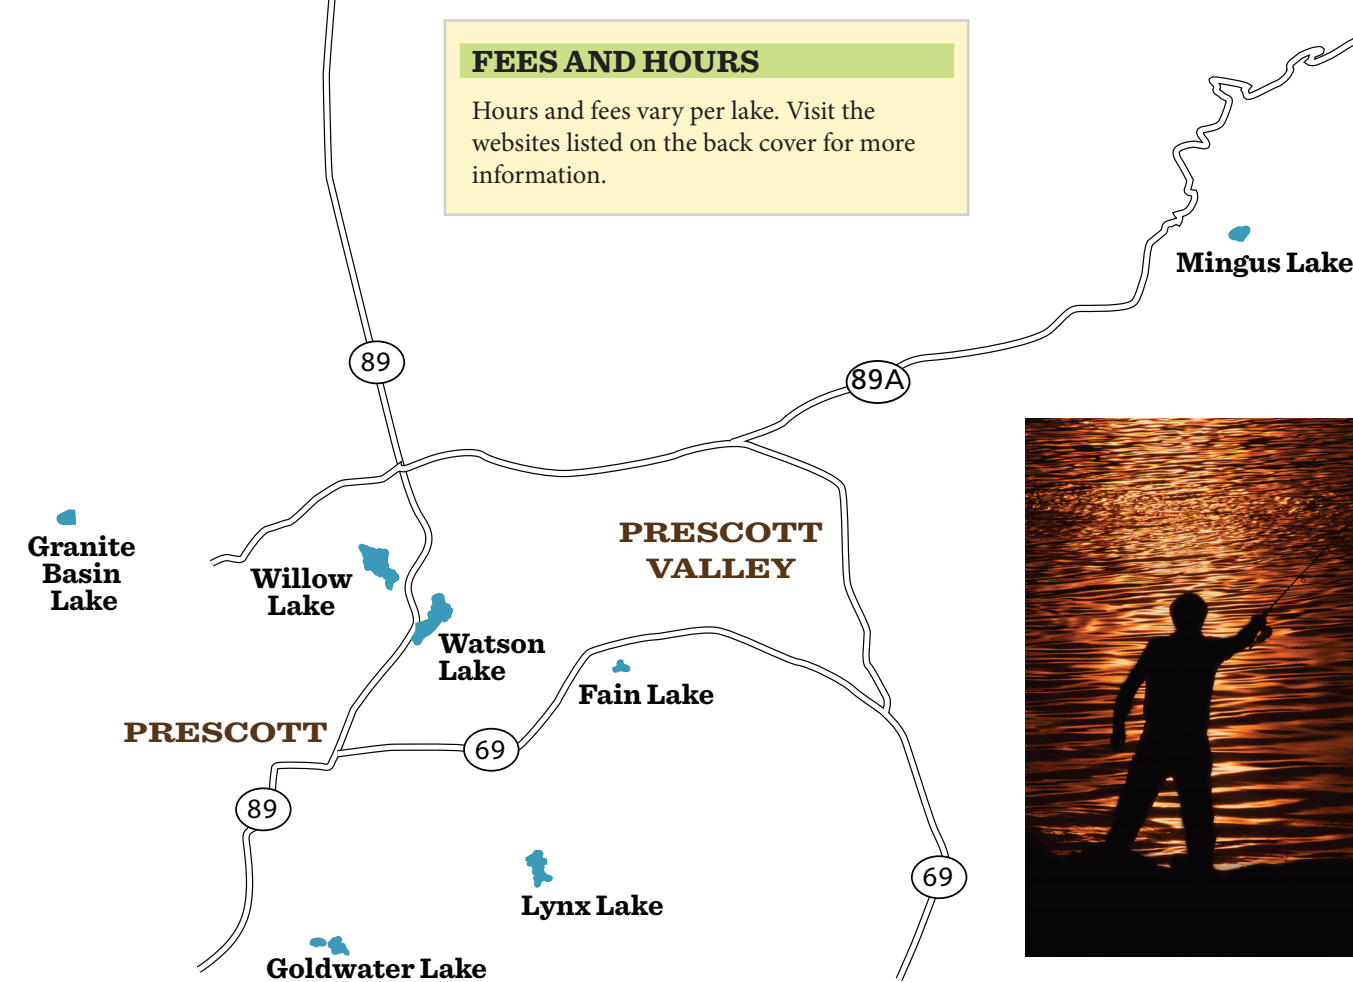 FEES AND HOURS
Hours and fees vary per lake. Visit the
websites listed on the back cover for more
information.
Mingus Lake
89
89A
Granite
Basin
Lake
Willow
Lake
PRESCOTT
VALLEY
Watson
Lake
Fain Lake
PRESCOTT
69
89
69
Lynx Lake
Goldwater Lake